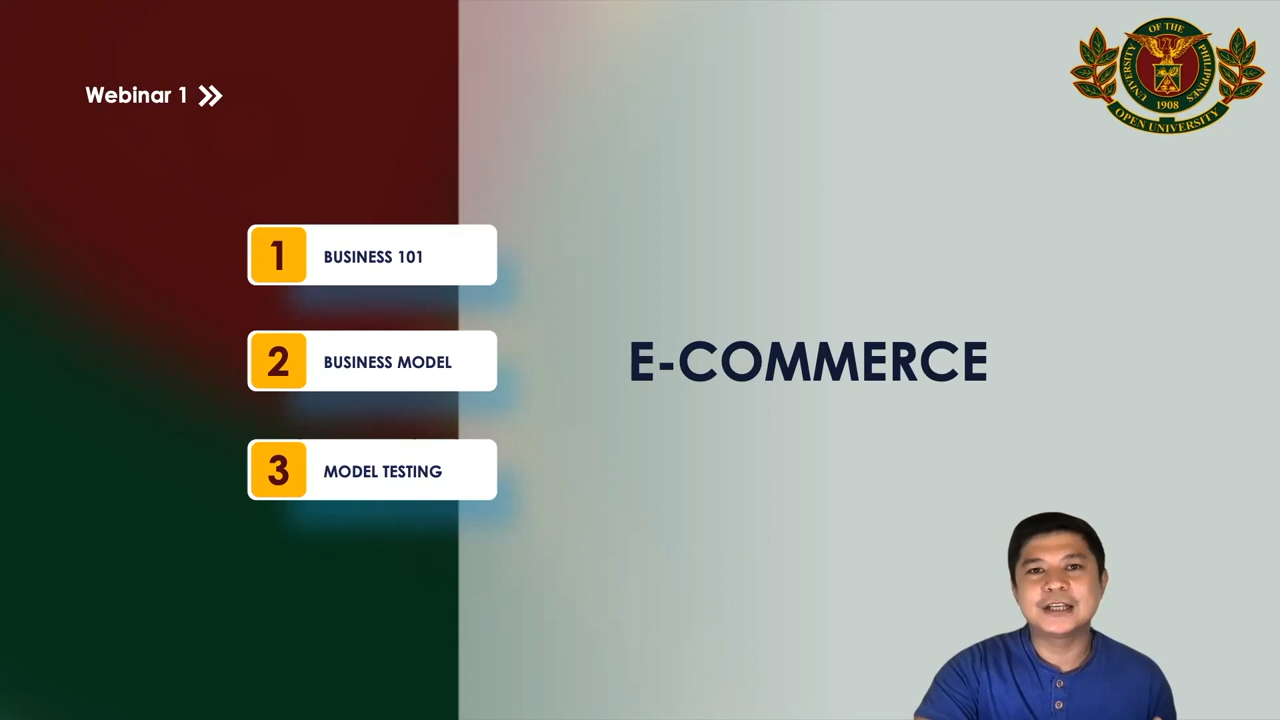 Webinar 1
UNIVERSITY OF THE PHILIPPINES
1908
OPEN UNIVERSITY
1 BUSINESS 101
2 BUSINESS MODEL
3 MODEL TESTING
E-COMMERCE